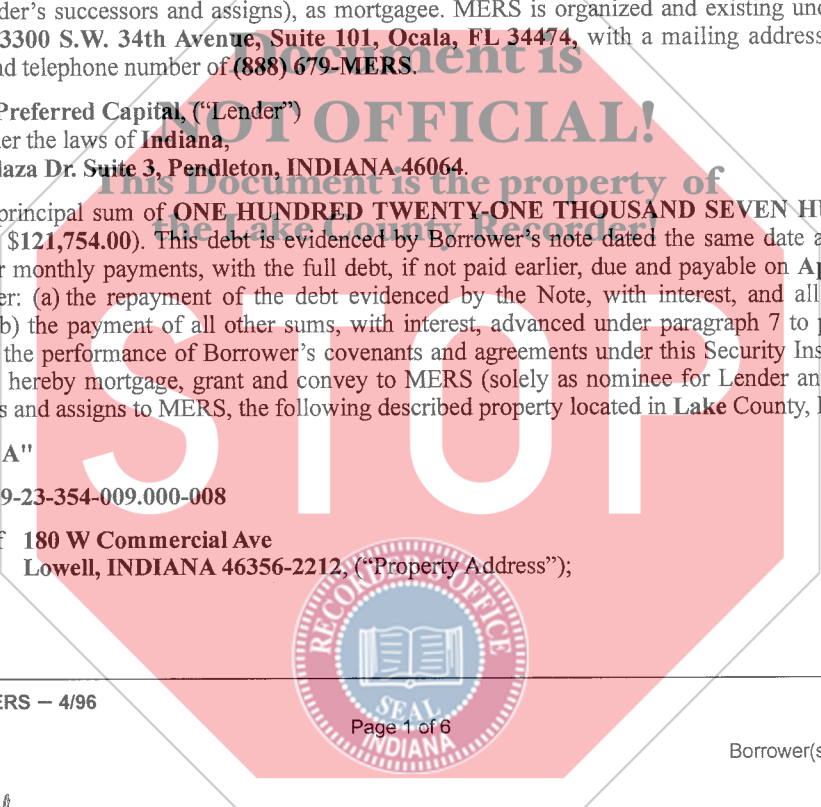 der's successors and assigns), as mortgagee. MERS is organized and existing und
3300 S.W. 34th Avenue, Suite 101, Ocala, FL 34474, with a mailing address
nd telephone number of (888) 679-MERS.
Document is
Preferred Capital, ("Lender")
NOT OFFICIAL!
er the laws of Indiana,
laza Dr. Suite 3, Pendleton, INDIANA 46064.
This Document is the property of
principal sum of ONE HUNDRED TWENTY-ONE THOUSAND SEVEN HU
the Lake County Recorder!
$121,754.00). This debt is evidenced by Borrower's note dated the same date a
r monthly payments, with the full debt, if not paid earlier, due and payable on Ap
er: (a) the repayment of the debt evidenced by the Note, with interest, and all
b) the payment of all other sums, with interest, advanced under paragraph 7 to p
the performance of Borrower's covenants and agreements under this Security Ins
hereby mortgage, grant and convey to MERS (solely as nominee for Lender an
s and assigns to MERS, the following described property located in Lake County, I
STOP
A"
9-23-354-009.000-008
f 180 W Commercial Ave
Lowell, INDIANA 46356-2212, ("Property Address");
RECORDER'S OFFICE
SEAL
INDIANA
ERS – 4/96
Page 1 of 6
Borrower(s